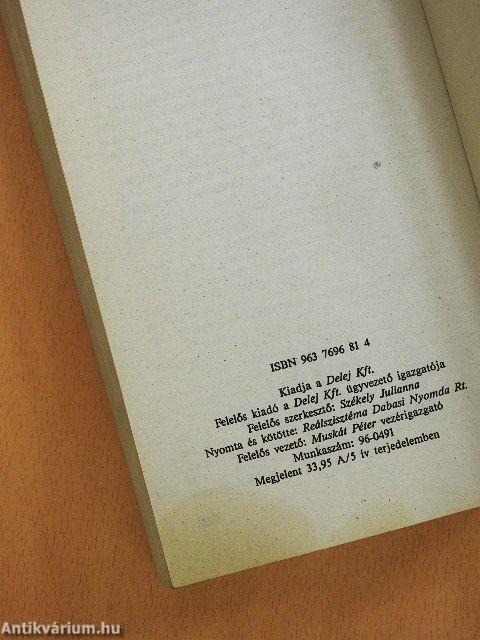 ISBN 963 7696 81 4
Kiadja a Delej Kft.
Felelős kiadó a Delej Kft. ügyvezető igazgatója
Felelős szerkesztő: Székely Julianna
Nyomta és kötötte: Reálszisztéma Dabasi Nyomda Rt.
Felelős vezető: Muskát Péter vezérigazgató
Munkaszám: 96-0491
Megjelent 33,95 A/5 ív terjedelemben
Antikvárium.hu